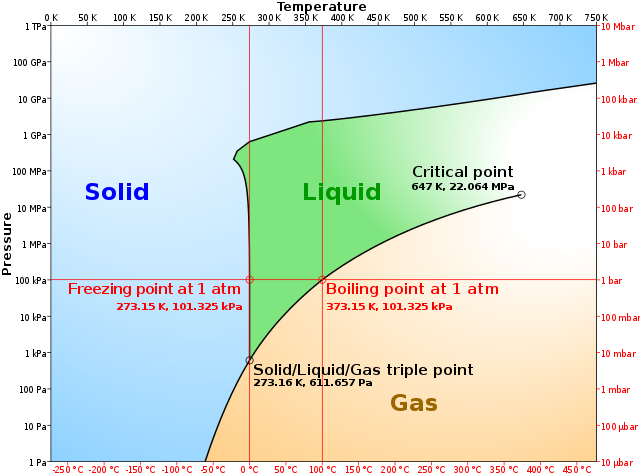 Temperature
0 K 50 K 100 K 150 K 200 K 250 K 300 K 350 K 400 K 450 K 500 K 550 K 600 K 650 K 700 K 750 K
1 TPa 10 Mbar
100 GPa 1 Mbar
10 GPa 100 kbar
1 GPa 10 kbar
100 MPa 1 kbar
10 MPa 100 bar
1 MPa 10 bar
100 kPa 1 bar
10 kPa 100 mbar
1 kPa 10 mbar
100 Pa 1 mbar
10 Pa 100 µbar
1 Pa 10 µbar
Pressure
Solid
Liquid
Critical point
647 K, 22.064 MPa
Freezing point at 1 atm
273.15 K, 101.325 kPa
Boiling point at 1 atm
373.15 K, 101.325 kPa
Solid/Liquid/Gas triple point
273.16 K, 611.657 Pa
Gas
-250 °C -200 °C -150 °C -100 °C -50 °C 0 °C 50 °C 100 °C 150 °C 200 °C 250 °C 300 °C 350 °C 400 °C 450 °C